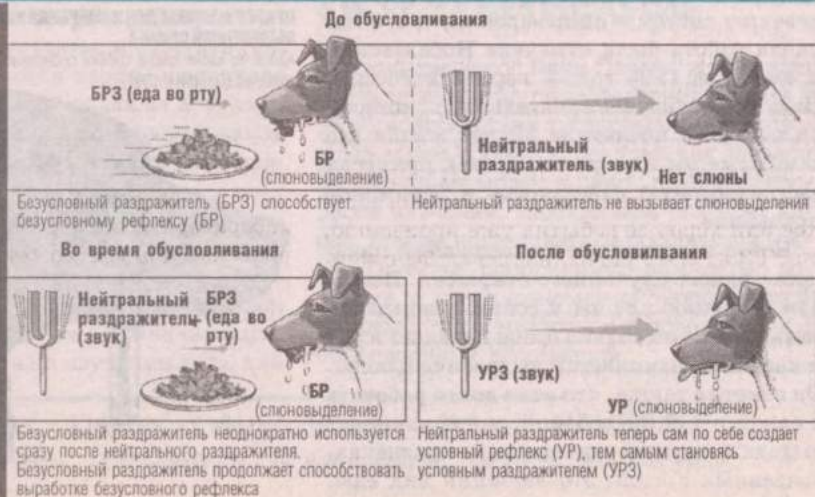 До обусловливания
БРЗ (еда во рту)
БР
(слюновыделение)
Безусловный раздражитель (БРЗ) способствует
безусловному рефлексу (БР)
Нейтральный
раздражитель (звук)
Нет слюны
Нейтральный раздражитель не вызывает слюновыделения
Во время обусловливания
Нейтральный
раздражитель
(звук)
БРЗ
(еда во
рту)
БР
(слюновыделение)
Безусловный раздражитель неоднократно используется
сразу после нейтрального раздражителя.
Безусловный раздражитель продолжает способствовать
выработке безусловного рефлекса
После обусловилвания
УРЗ (звук)
УР (слюновыделение)
Нейтральный раздражитель теперь сам по себе создает
условный рефлекс (УР), тем самым становясь
условным раздражителем (УРЗ)